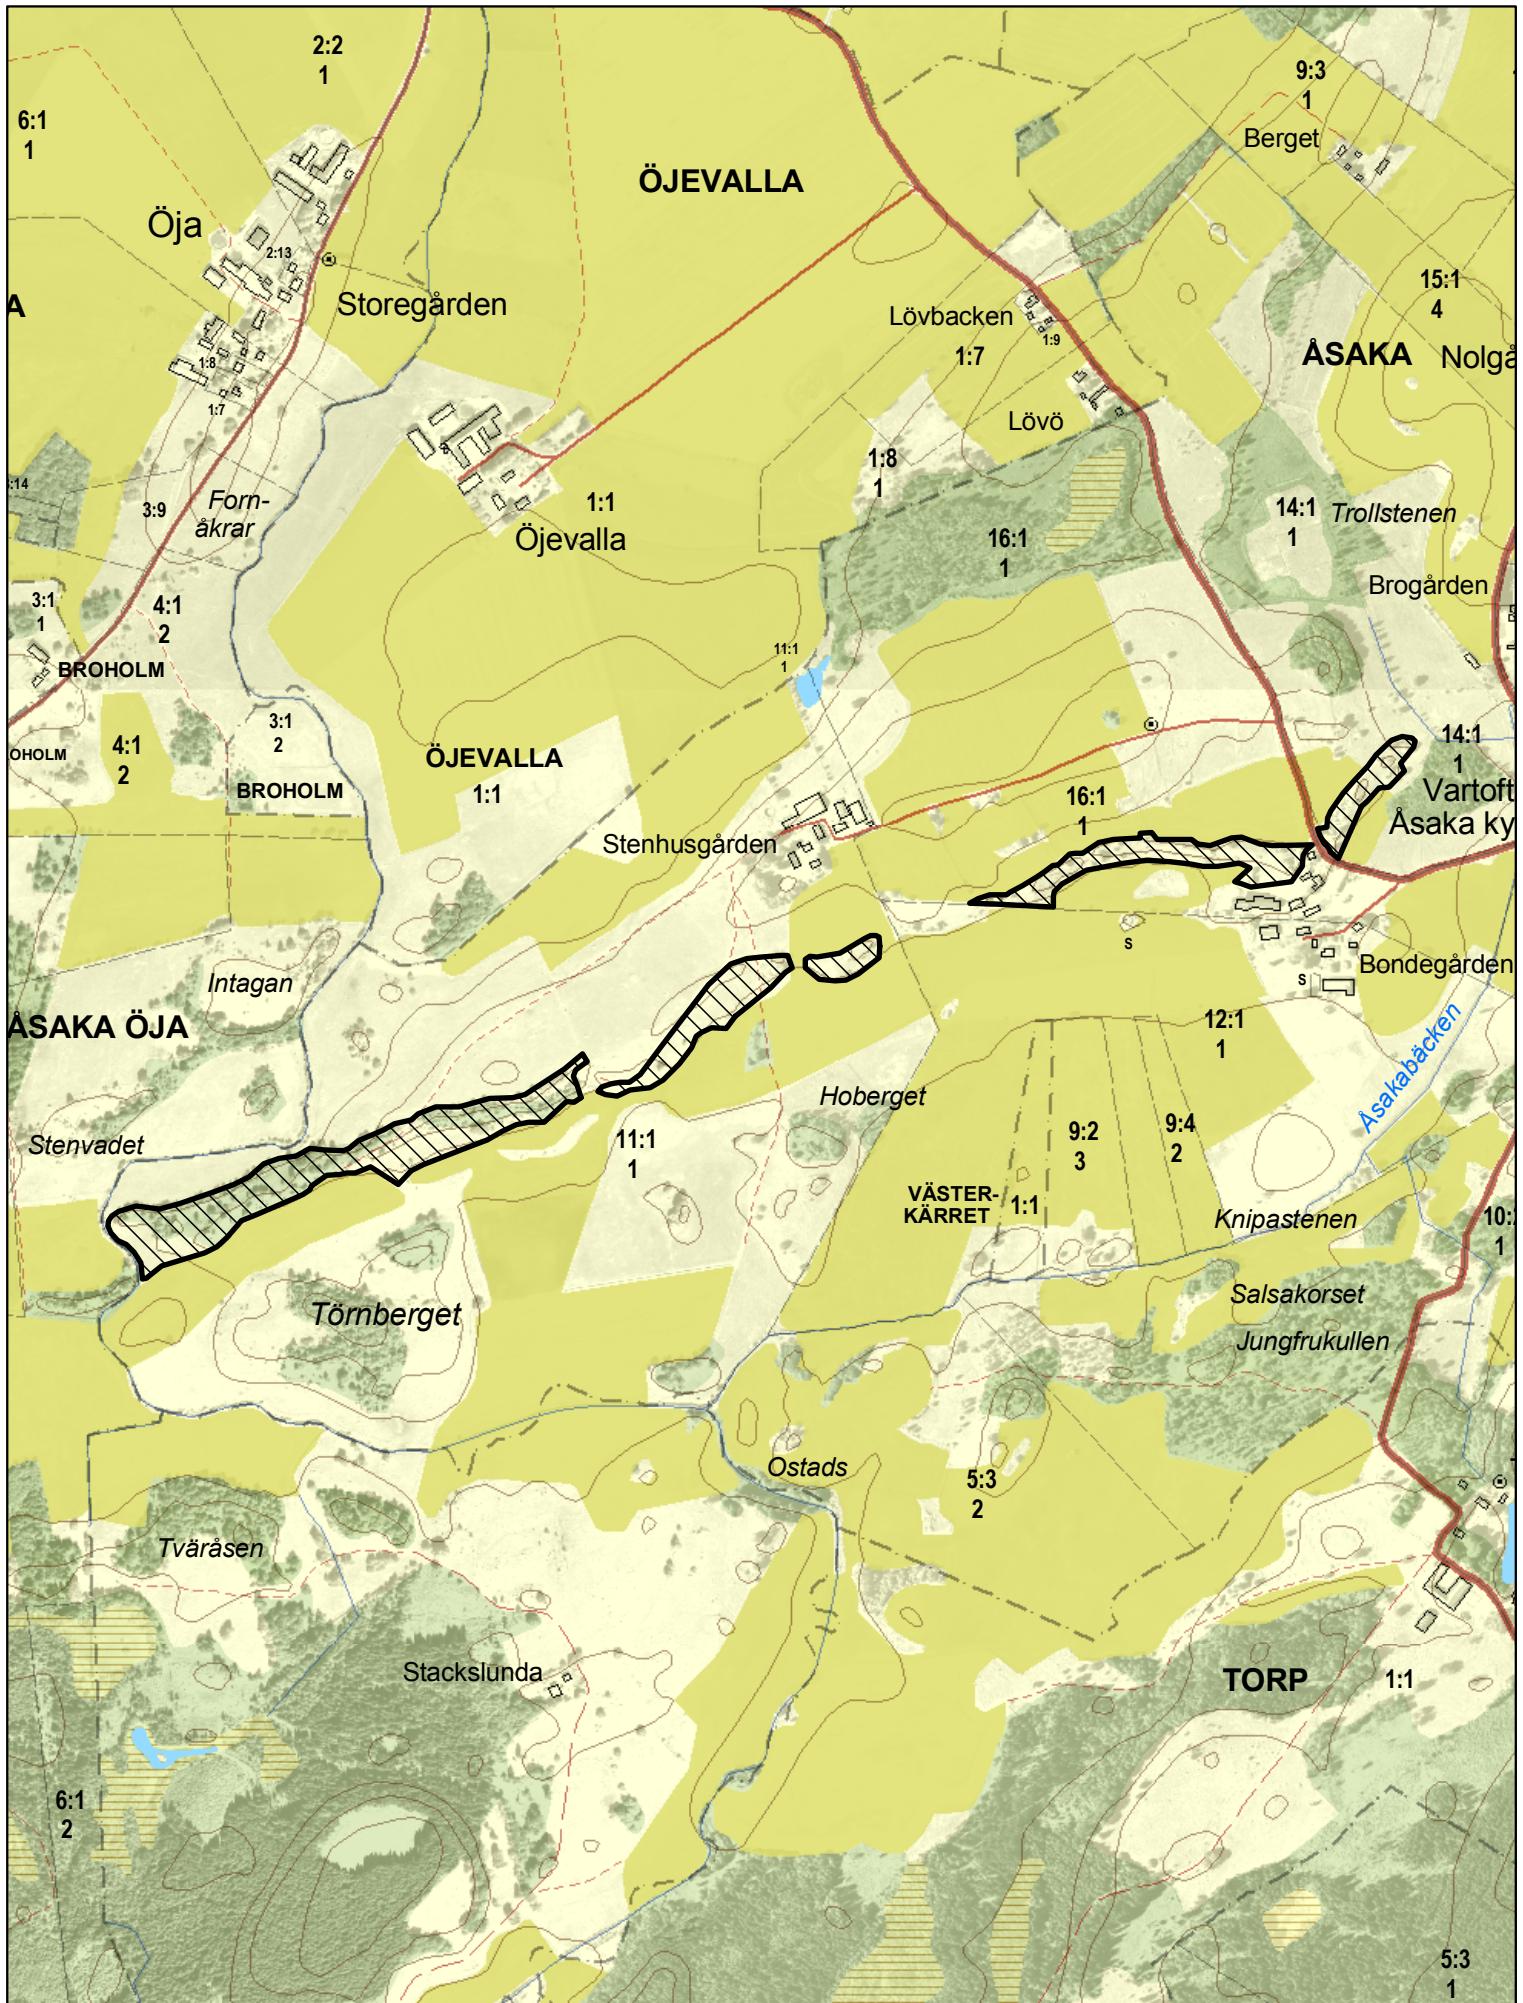 2:2
1
9:3
1
6:1
1
Berget
ÖJEVALLA
Öja
2:13
15:1
4
Storegården
A
Lövbacken
1:9
1:7
ÅSAKA
Nolgå
1:8
1:7
Lövö
1:8
1
:14
3:9
Forn-
åkrar
1:1
Öjevalla
14:1
1
Trollstenen
16:1
1
Brogården
3:1
1
4:1
2
11:1
1
BROHOLM
3:1
2
4:1
2
OHOLM
ÖJEVALLA
1:1
BROHOLM
14:1
1
Vartoft
Åsaka ky
16:1
1
Stenhusgården
S
Bondegården
S
Intagan
ÅSAKA ÖJA
12:1
1
Åsakabäcken
Hoberget
Stenvadet
11:1
1
9:2
3
9:4
2
VÄSTER-
KÄRRET
1:1
Knipastenen
10:2
1
Salsakorset
Törnberget
Jungfrukullen
Ostads
5:3
2
Tväråsen
Stackslunda
TORP
1:1
6:1
2
5:3
1